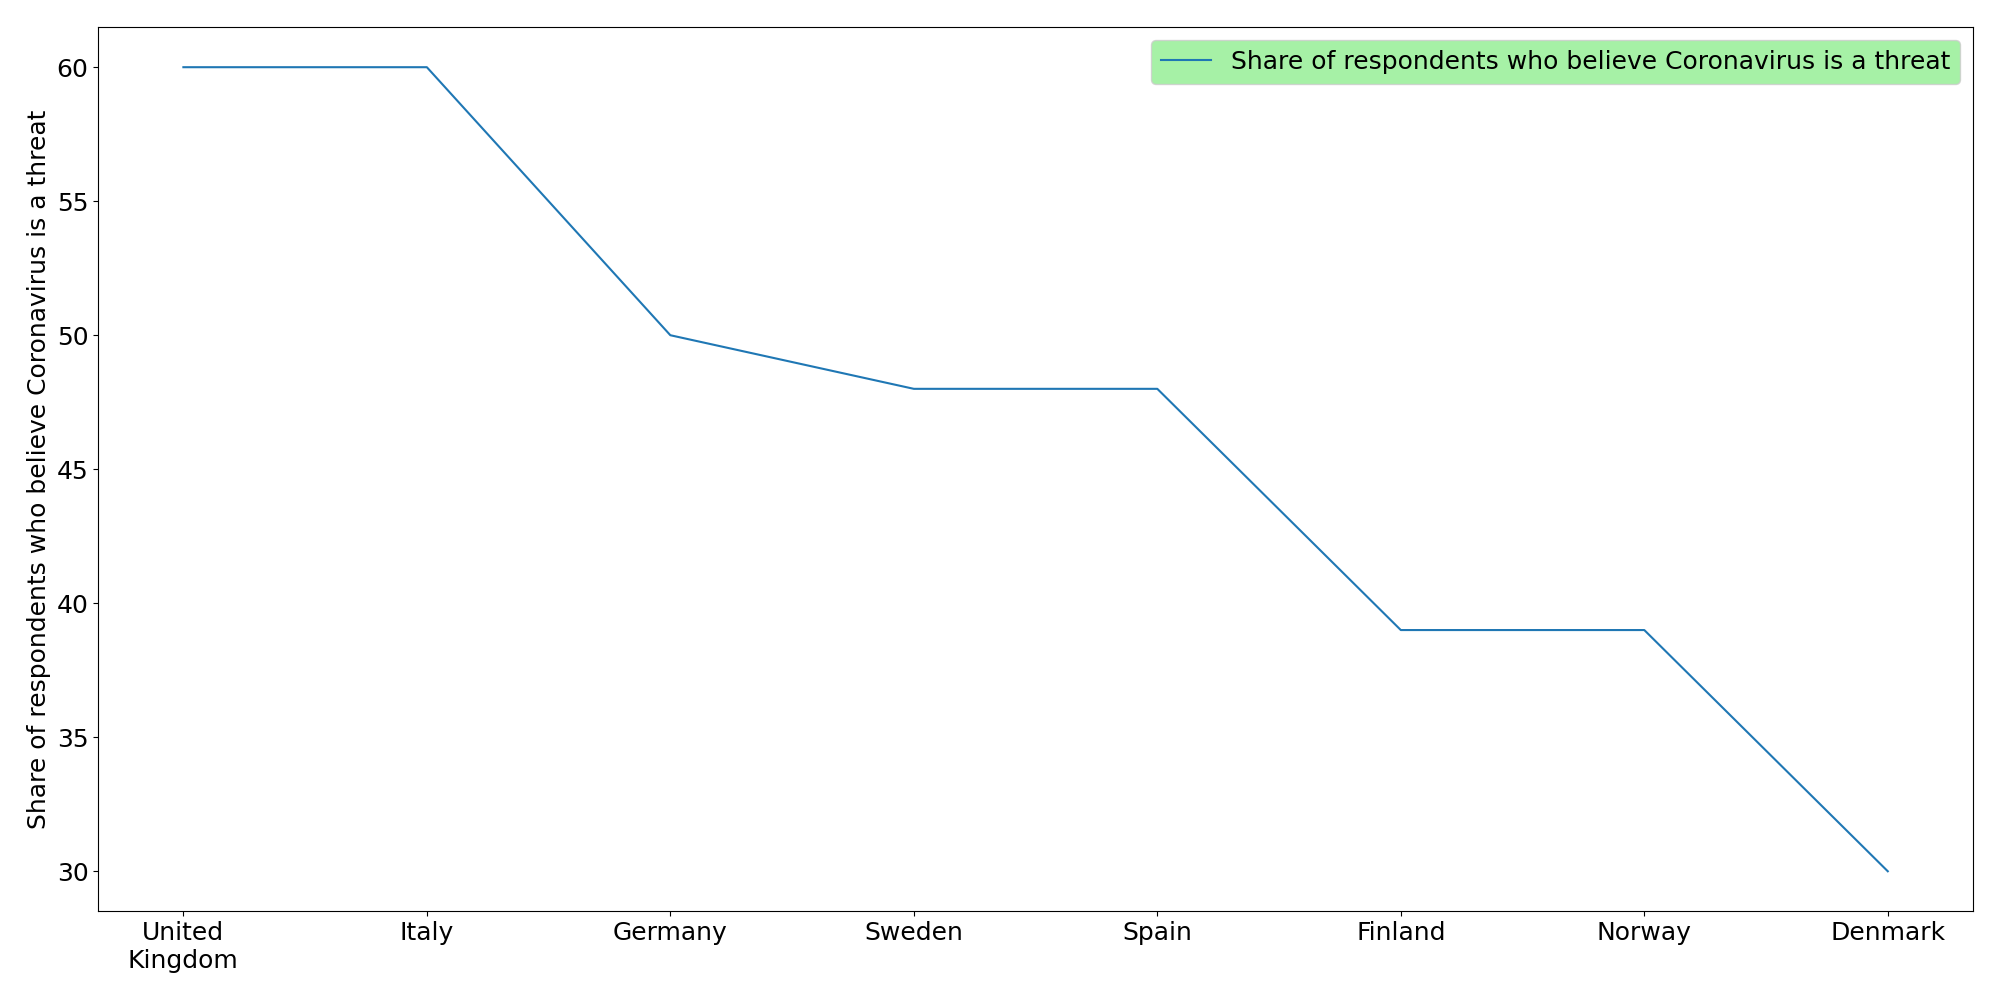 Share of respondents who believe Coronavirus is a threat
Share of respondents who believe Coronavirus is a threat
60
55
50
45
40
35
30
United Kingdom
Italy
Germany
Sweden
Spain
Finland
Norway
Denmark